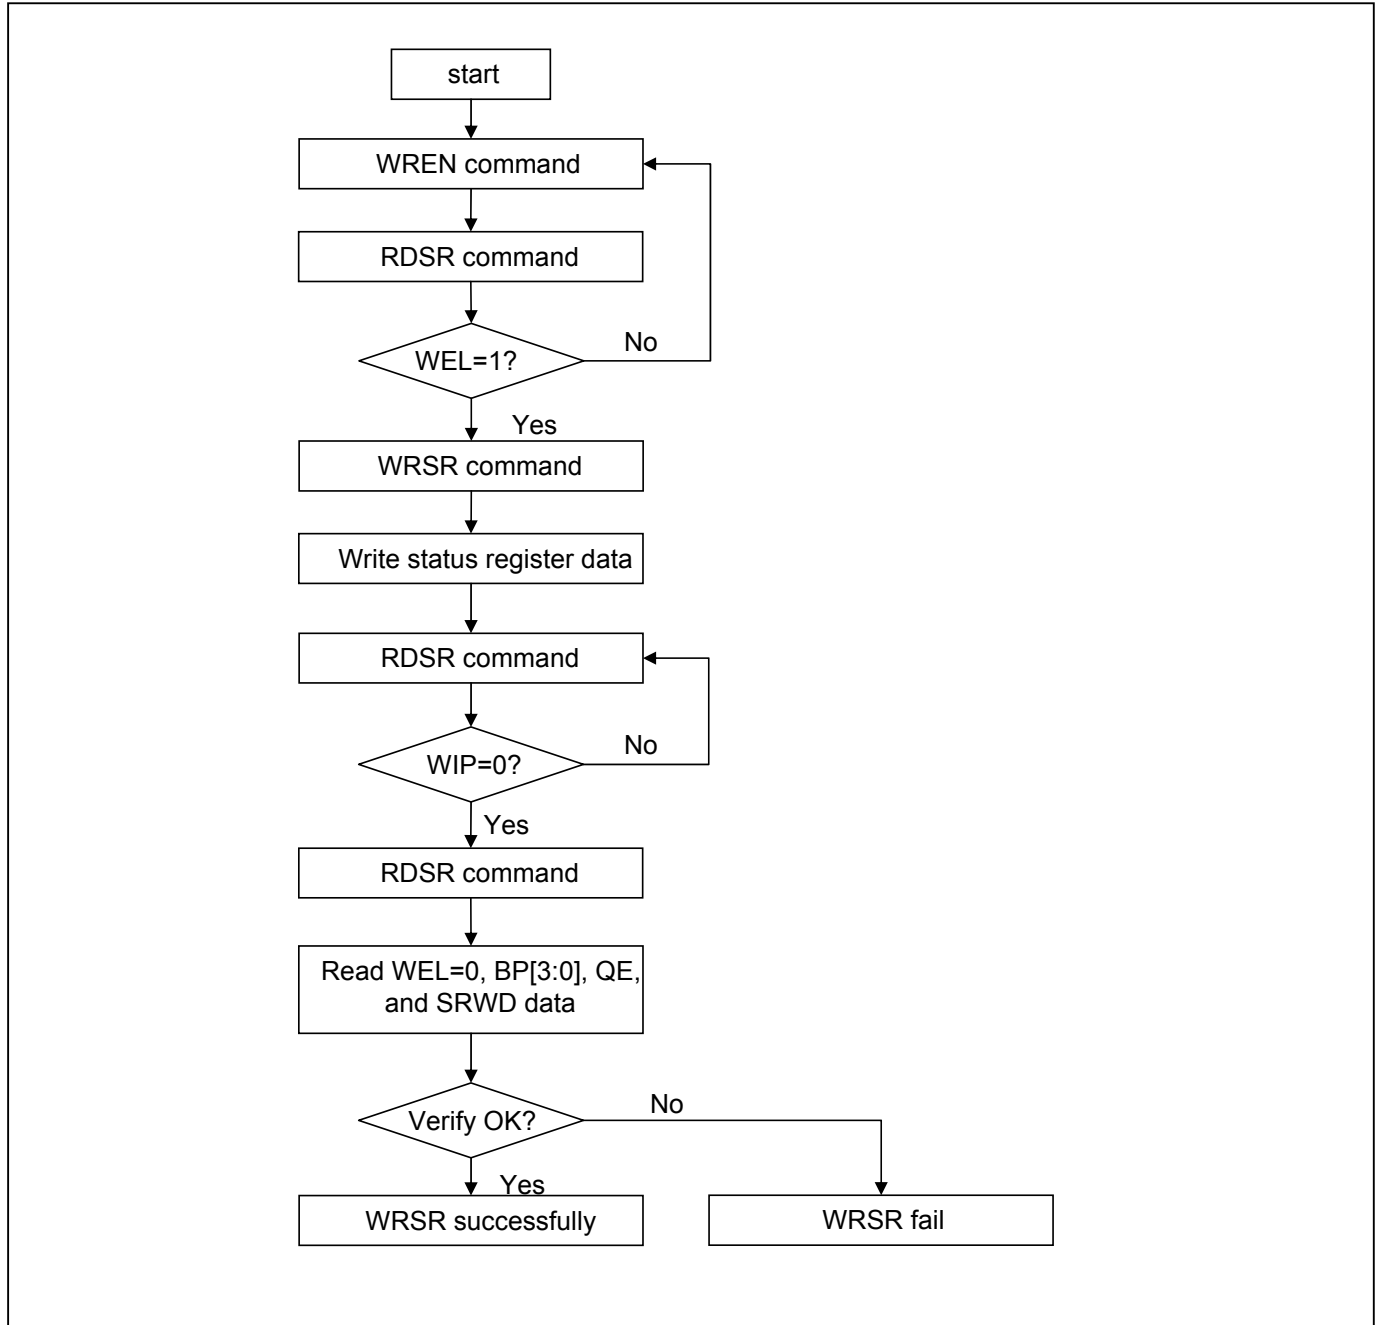 start
WREN command
RDSR command
WEL=1?
No
Yes
WRSR command
Write status register data
RDSR command
WIP=0?
No
Yes
RDSR command
Read WEL=0, BP[3:0], QE,
and SRWD data
Verify OK?
No
Yes
WRSR successfully
WRSR fail